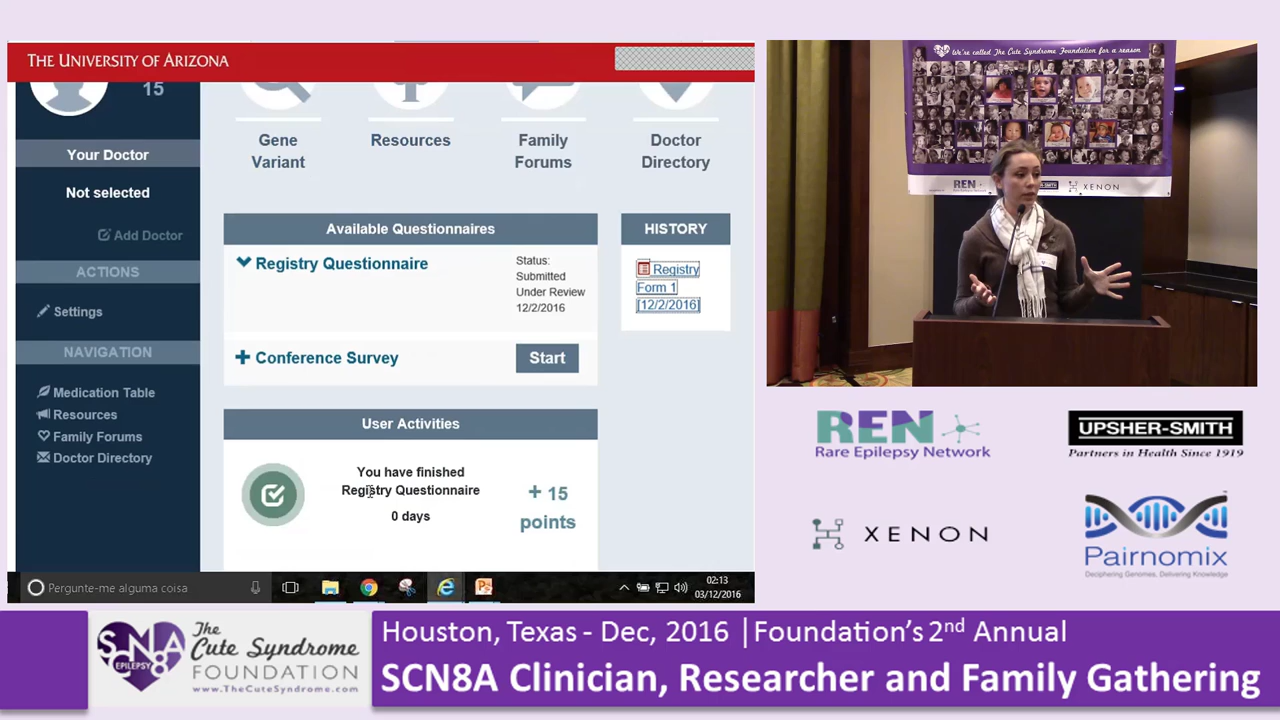 THE UNIVERSITY OF ARIZONA
15
Your Doctor
Not selected
Add Doctor
ACTIONS
Settings
NAVIGATION
Medication Table
Resources
Family Forums
Doctor Directory
Gene
Variant
Resources
Family
Forums
Doctor
Directory
Available Questionnaires
Registry Questionnaire
Status:
Submitted
Under Review
12/2/2016
Conference Survey
Start
HISTORY
Registry
Form 1
[12/2/2016]
User Activities
You have finished
Registry Questionnaire
0 days
+ 15
points
Pergunte-me alguma coisa
02:13
03/12/2016
We're called The Cute Syndrome Foundation for a reason
REN
UPSHER-SMITH
XENON
REN
Rare Epilepsy Network
UPSHER-SMITH
Partners in Health Since 1919
XENON
Pairnomix
Deciphering Genomes, Delivering Knowledge
SCN8A
EPILEPSY
The
Cute Syndrome
FOUNDATION
www.TheCuteSyndrome.com
Houston, Texas - Dec, 2016 | Foundation's 2nd Annual
SCN8A Clinician, Researcher and Family Gathering